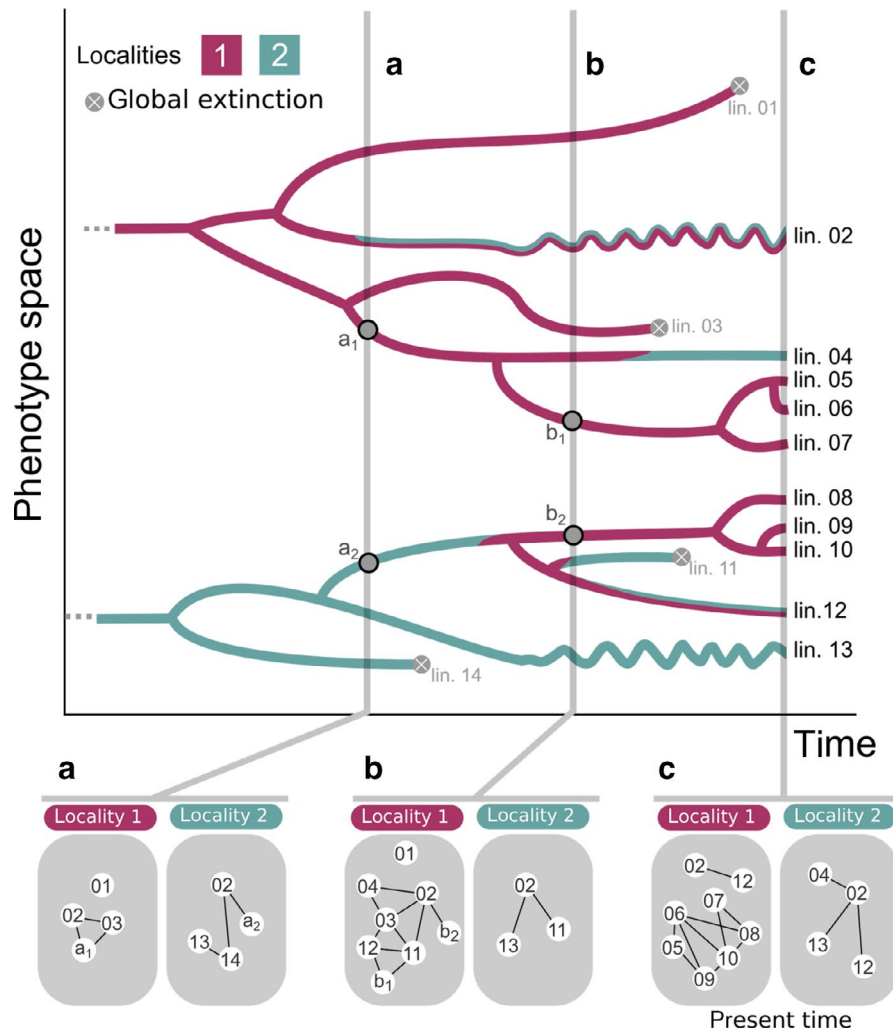 Localities 1 2
Global extinction
a
b
c
lin. 01
lin. 02
lin. 03
a1
lin. 04
lin. 05
lin. 06
b1
lin. 07
lin. 08
b2
lin. 09
lin. 10
a2
lin. 11
lin.12
lin. 13
lin. 14
Phenotype space
Time
a
Locality 1
Locality 2
01
02
03
a1
02
a2
13
14
b
Locality 1
Locality 2
01
04
02
03
b2
12
11
b1
02
11
13
c
Locality 1
Locality 2
02
12
07
06
08
05
10
09
04
02
13
12
Present time